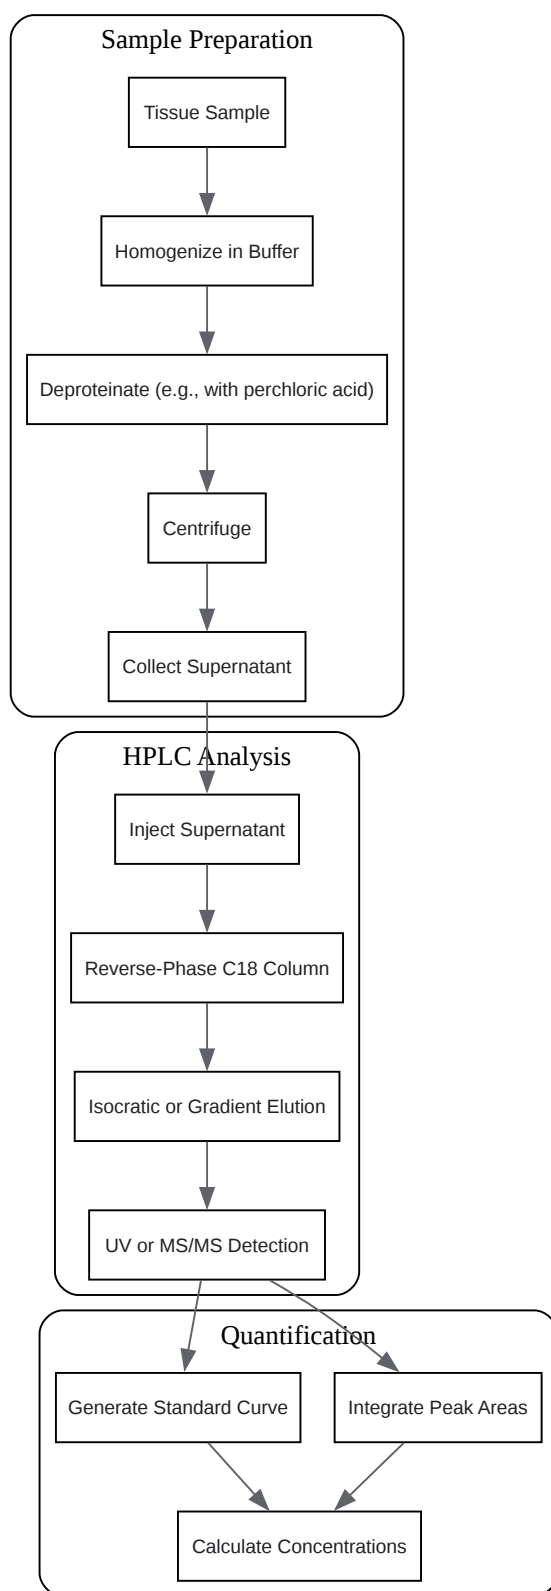 Sample Preparation
Tissue Sample
Homogenize in Buffer
Deproteinate (e.g., with perchloric acid)
Centrifuge
Collect Supernatant
HPLC Analysis
Inject Supernatant
Reverse-Phase C18 Column
Isocratic or Gradient Elution
UV or MS/MS Detection
Quantification
Generate Standard Curve
Integrate Peak Areas
Calculate Concentrations